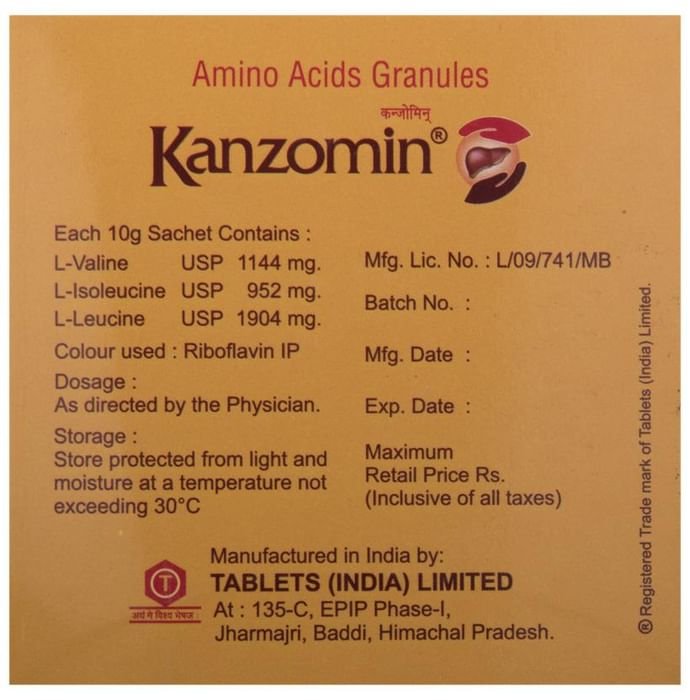 Amino Acids Granules
कन्जोमिन्
Kanzomin®
Each 10g Sachet Contains :
L-Valine USP 1144 mg.
L-Isoleucine USP 952 mg.
L-Leucine USP 1904 mg.
Colour used : Riboflavin IP
Dosage :
As directed by the Physician.
Storage :
Store protected from light and
moisture at a temperature not
exceeding 30°C
Mfg. Lic. No. : L/09/741/MB
Batch No. :
Mfg. Date :
Exp. Date :
Maximum
Retail Price Rs.
(Inclusive of all taxes)
® Registered Trade mark of Tablets (India) Limited.
Manufactured in India by:
TABLETS (INDIA) LIMITED
At : 135-C, EPIP Phase-I,
Jharmajri, Baddi, Himachal Pradesh.
T
अयं मे विश्व भेषजः